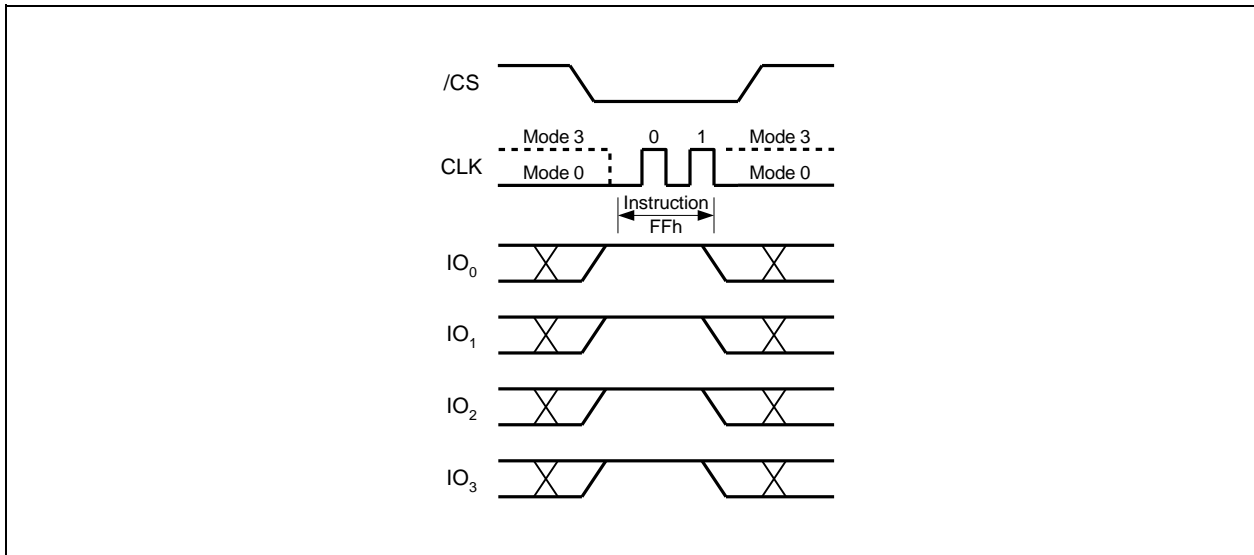 /CS
Mode 3 0 1 Mode 3
CLK
Mode 0 Mode 0
Instruction
FFh
IO0
IO1
IO2
IO3